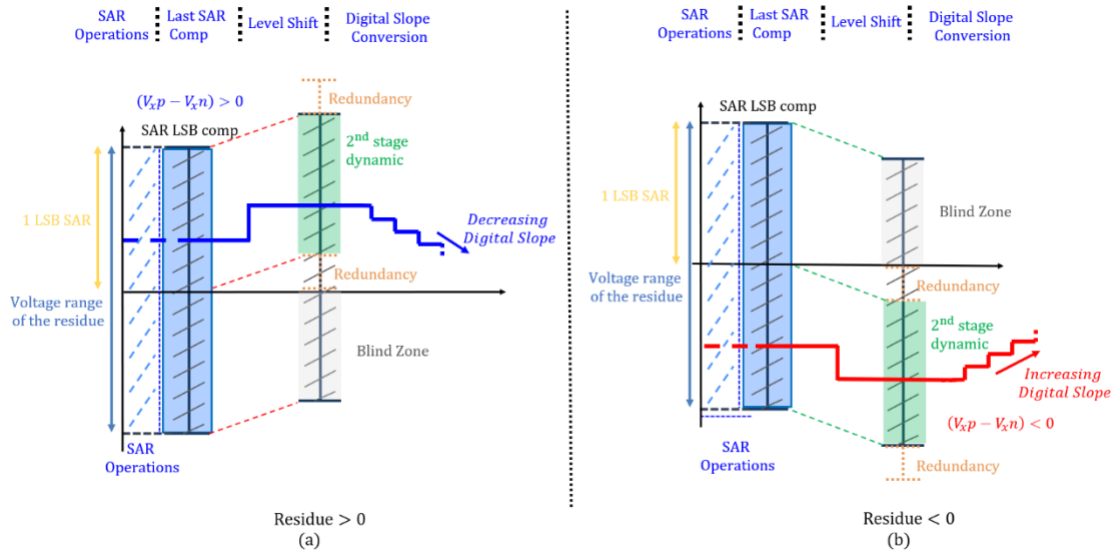 SAR Operations
Last SAR Comp
Level Shift
Digital Slope Conversion
(Vₓp − Vₓn) > 0
SAR LSB comp
Redundancy
2nd stage dynamic
1 LSB SAR
Decreasing Digital Slope
Redundancy
Voltage range of the residue
Blind Zone
SAR Operations
Residue > 0
(a)
SAR Operations
Last SAR Comp
Level Shift
Digital Slope Conversion
SAR LSB comp
1 LSB SAR
Blind Zone
Voltage range of the residue
Redundancy
2nd stage dynamic
Increasing Digital Slope
(Vₓp − Vₓn) < 0
SAR Operations
Redundancy
Residue < 0
(b)